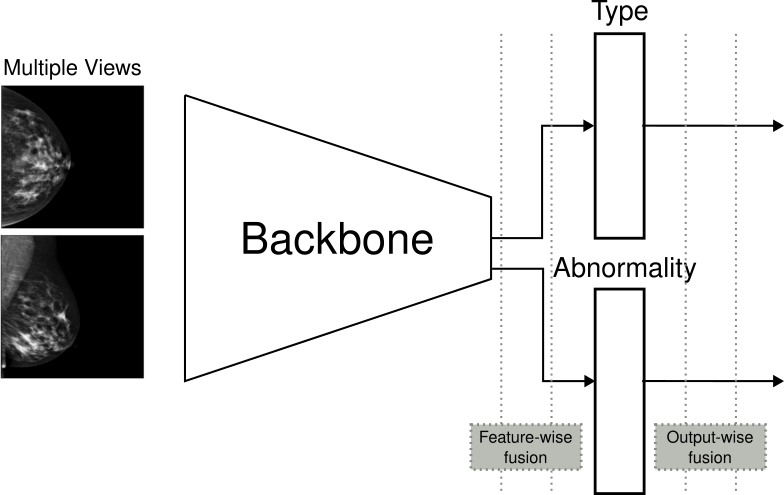 Type
Multiple Views
Backbone
Abnormality
Feature-wise
fusion
Output-wise
fusion